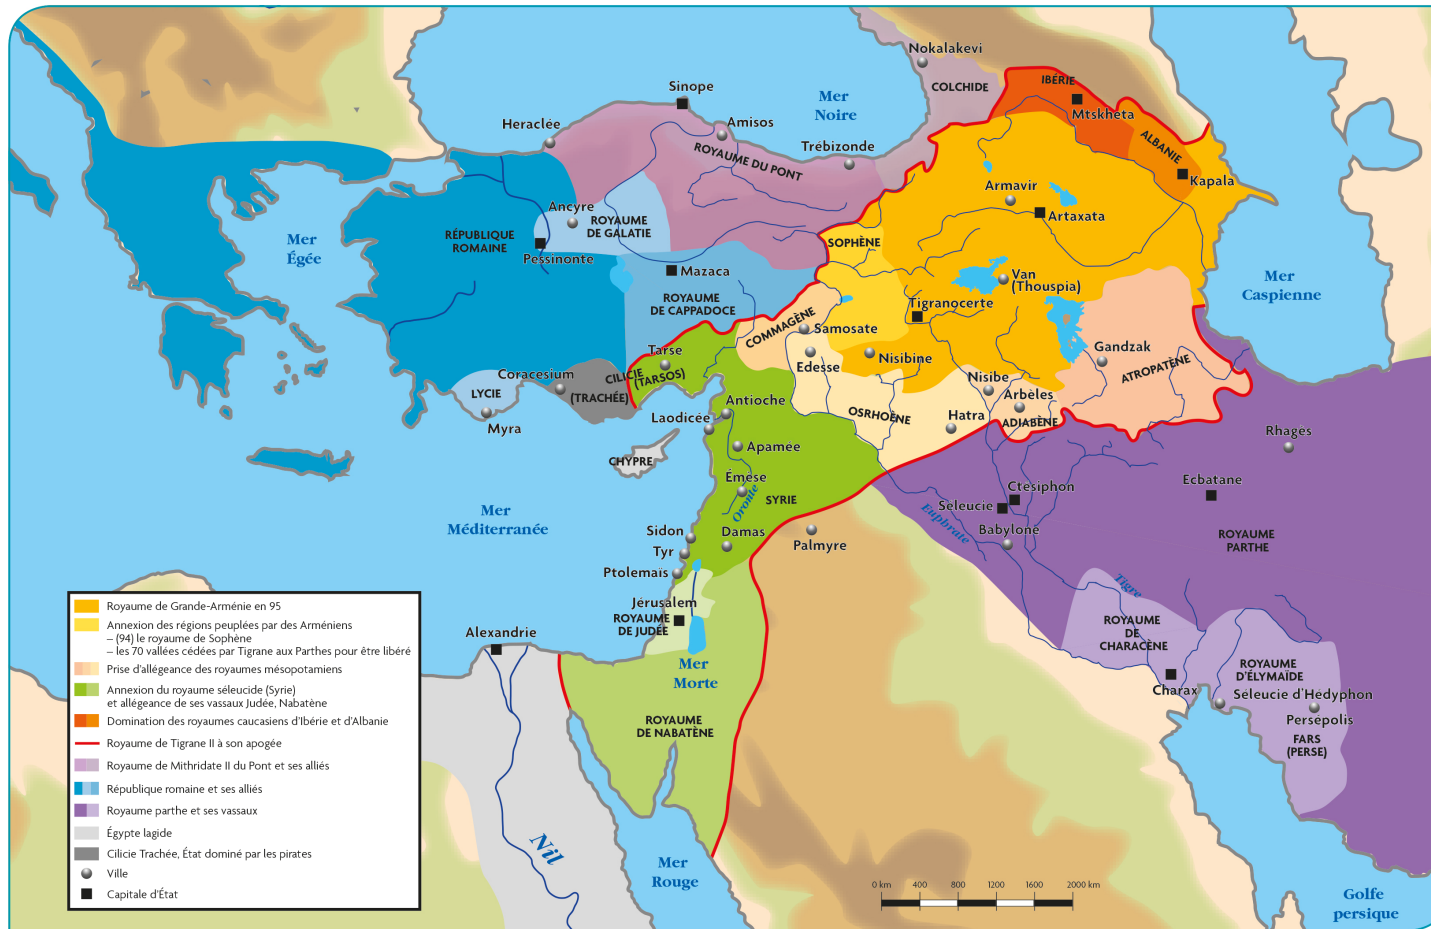 Nokalakevi
COLCHIDE
IBÉRIE
Mtskheta
ALBANIE
Kapala
Sinope
Mer
Noire
Heraclée
Amisos
Trébizonde
ROYAUME DU PONT
Armavir
Artaxata
Ancyre
ROYAUME
DE GALATIE
RÉPUBLIQUE
ROMAINE
Pessinonte
Mer
Égée
SOPHÈNE
Mazaca
Van
(Thouspia)
Mer
Caspienne
ROYAUME
DE CAPPADOCE
Tigranocerte
COMMAGÈNE
Samosate
Tarse
Edesse
Nisibine
Gandzak
ATROPATÈNE
Coracesium
CILICIE
(TARSOS)
(TRACHÉE)
Nisibe
LYCIE
Arbèles
Antioche
Myra
Laodicée
OSRHOÈNE
Hatra
ADIABÈNE
Rhagès
Apamée
CHYPRE
Émese
Oronte
SYRIE
Ctesiphon
Seleucie
Ecbatane
Mer
Méditerranée
Euphrate
Babylone
Sidon
Damas
Tyr
Palmyre
ROYAUME
PARTHE
Ptolemaïs
Tigre
Jérusalem
ROYAUME
DE JUDÉE
ROYAUME
DE
CHARACÈNE
Alexandrie
Mer
Morte
ROYAUME
D'ÉLYMAÏDE
Charax
Séleucie d'Hédyphon
Persépolis
ROYAUME
DE NABATÈNE
FARS
(PERSE)
Nil
Mer
Rouge
Golfe
persique
0 km 400 800 1200 1600 2000 km
Royaume de Grande-Arménie en 95
Annexion des régions peuplées par des Arméniens
– (94) le royaume de Sophène
– les 70 vallées cédées par Tigrane aux Parthes pour être libéré
Prise d'allégeance des royaumes mésopotamiens
Annexion du royaume séleucide (Syrie)
et allégeance de ses vassaux Judée, Nabatène
Domination des royaumes caucasiens d'Ibérie et d'Albanie
Royaume de Tigrane II à son apogée
Royaume de Mithridate II du Pont et ses alliés
République romaine et ses alliés
Royaume parthe et ses vassaux
Égypte lagide
Cilicie Trachée, État dominé par les pirates
Ville
Capitale d'État